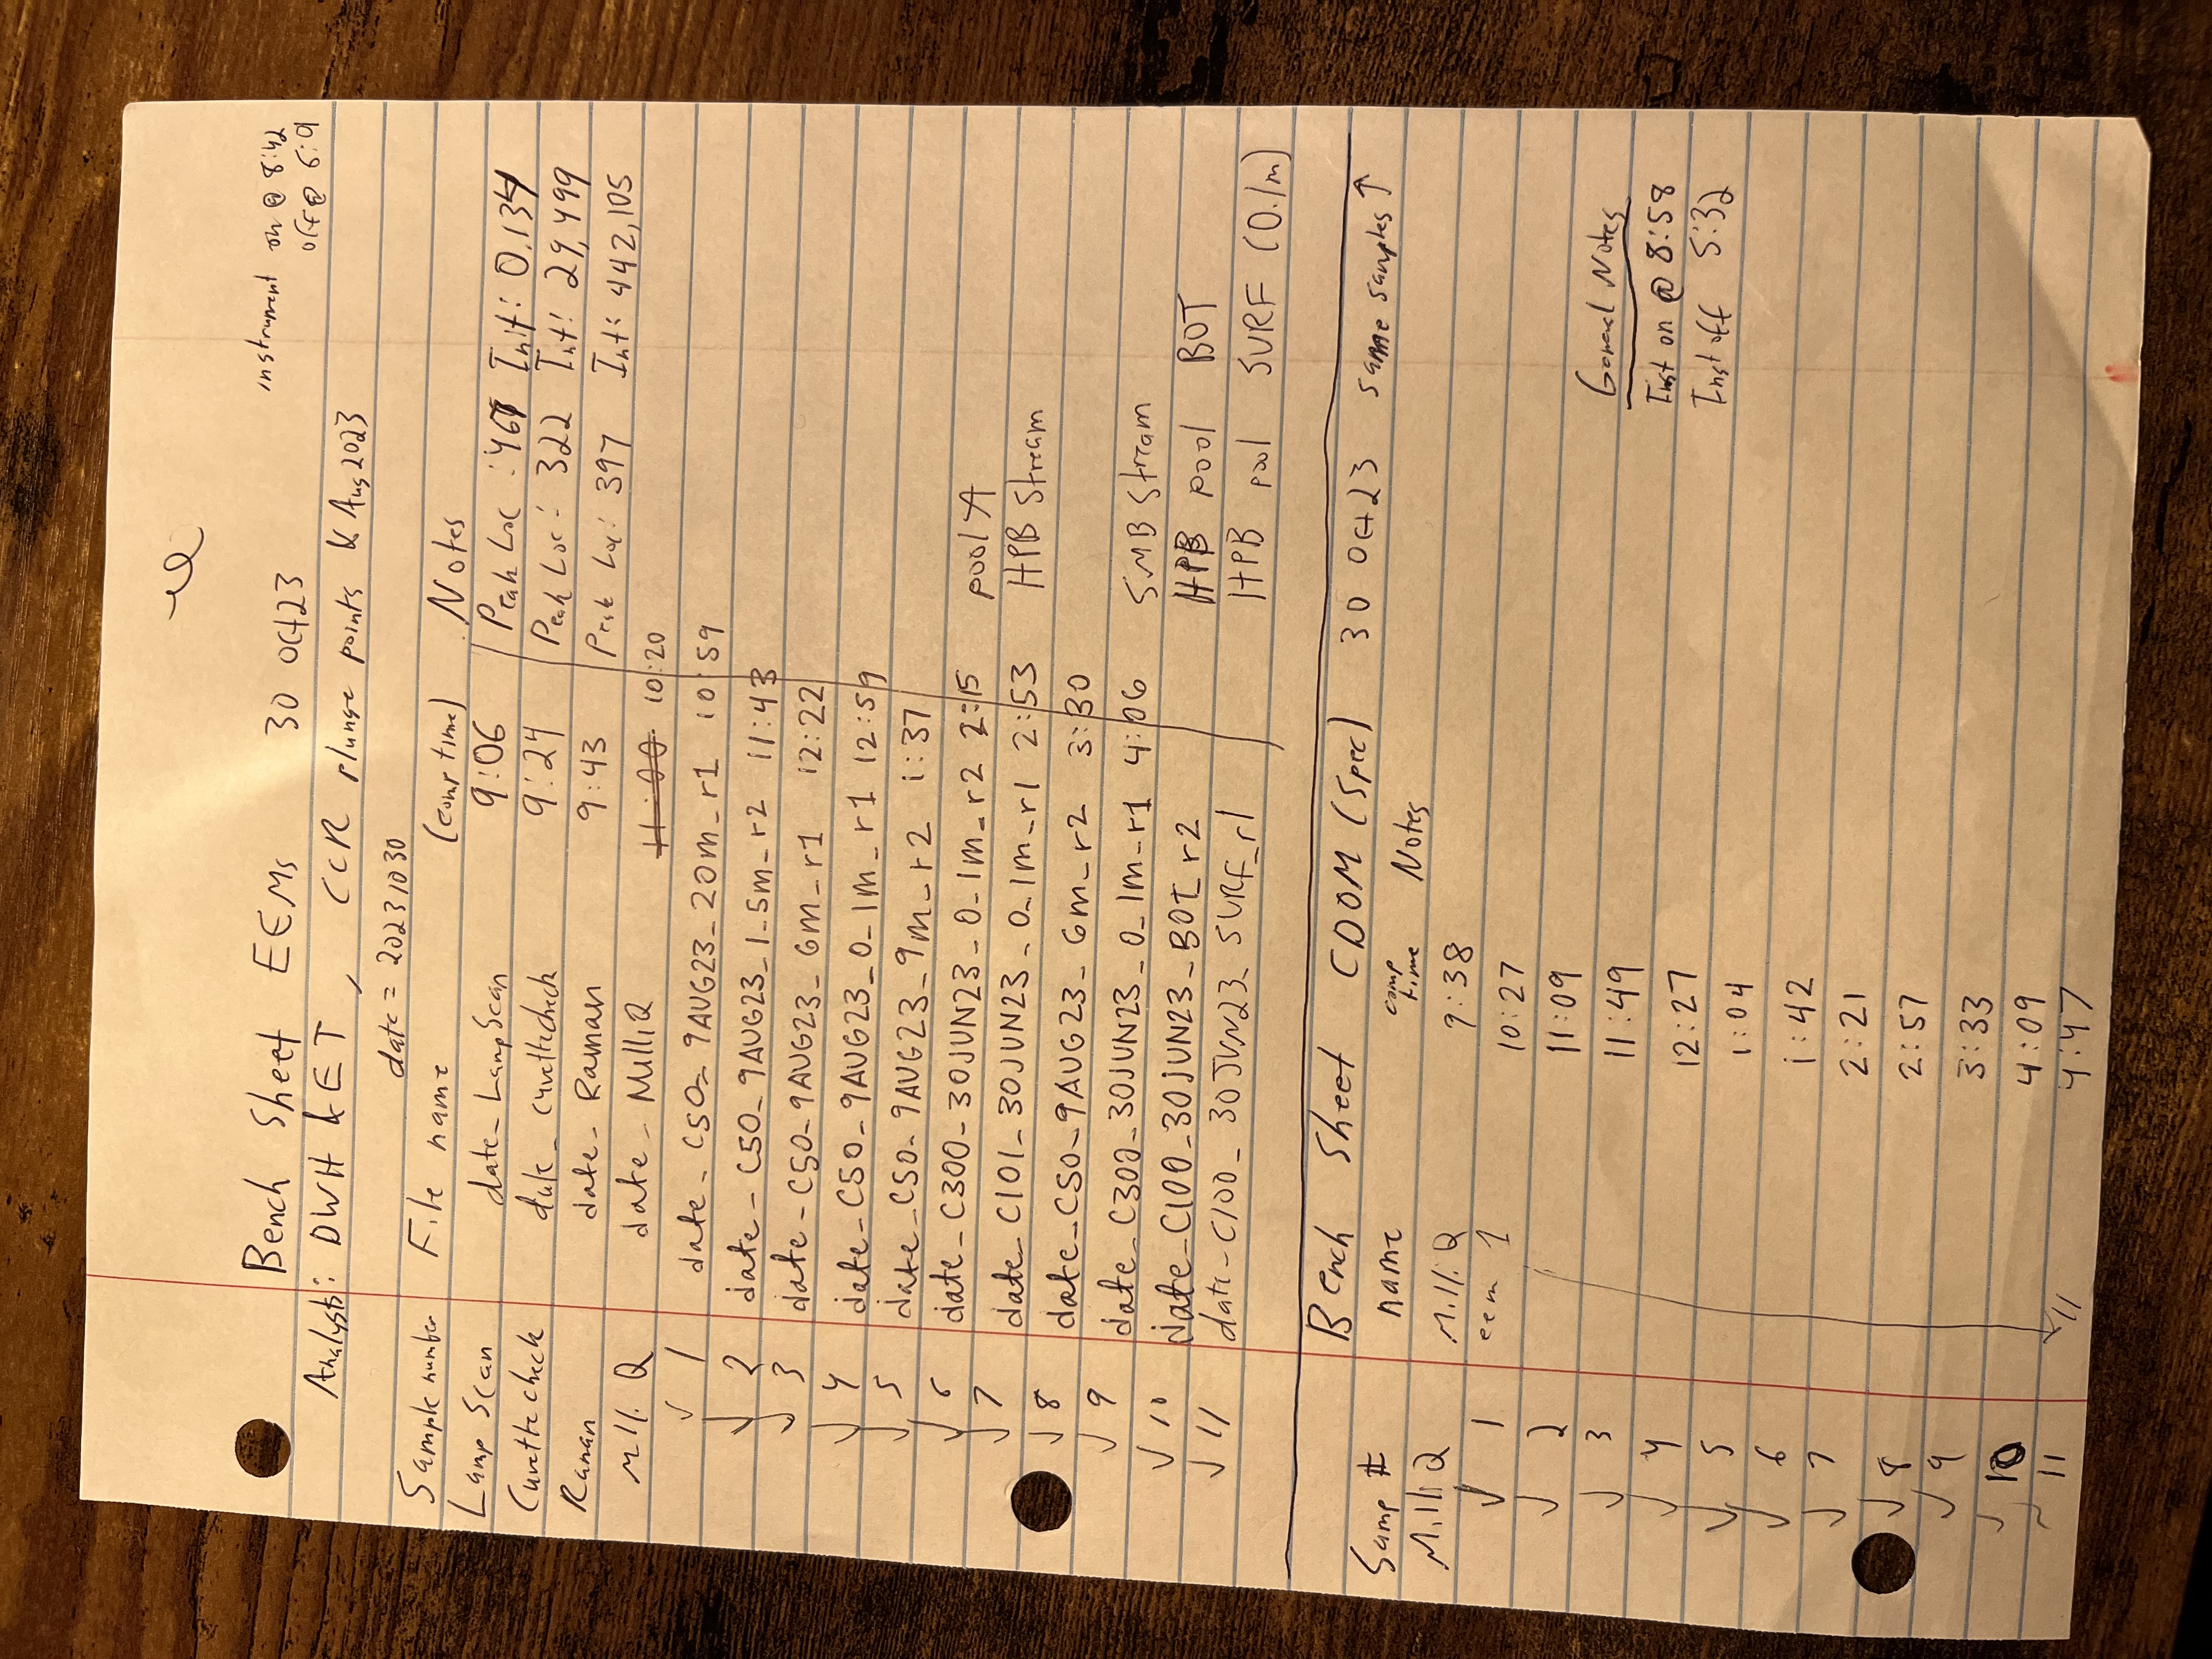 Bench Sheet EEMs 30 Oct23 instrument on @ 8:42
off @ 6:01
Analysts: DWH & ET, CCR plunge points & Aug 2023
date = 20231030
Sample number File name (comp time) Notes
Lamp Scan date_LampScan 9:06 Peak Loc: 467 Init: 0.134
Cuvette check date_cuvettecheck 9:24 Peak Loc: 322 Int: 29,499
Raman date_Raman 9:43 Peak Loc: 397 Int: 442,105
Milli Q date_MilliQ 11:00 10:20
✓ 1 date_C50_9AUG23_20m_r1 10:59
✓ 2 date_C50_9AUG23_1_5m_r2 11:43
✓ 3 date_C50_9AUG23_6m_r1 12:22
✓ 4 date_C50_9AUG23_0_1m_r1 12:59
✓ 5 date_C50_9AUG23_9m_r2 1:37
✓ 6 date_C300_30JUN23_0_1m_r2 2:15 pool A
✓ 7 date_C101_30JUN23_0_1m_r1 2:53 HPB Stream
✓ 8 date_C50_9AUG23_6m_r2 3:30
✓ 9 date_C300_30JUN23_0_1m_r1 4:06 SMB Stream
✓ 10 date_C100_30JUN23_BOT_r2 HPB pool BOT
✓ 11 date_C100_30JUN23_SURF_r1 HPB pool SURF (0.1m)
Bench Sheet CDOM (Spec) 30 Oct23 same samples ↑
Samp # name comp time Notes
Milli Q Milli Q 9:38
✓ 1 eem 1 10:27
✓ 2 11:09
✓ 3 11:49
✓ 4 12:27
✓ 5 1:04
✓ 6 1:42
✓ 7 2:21
✓ 8 2:57
✓ 9 3:33
✓ 10 4:09
11 11 4:47
General Notes
Inst on @ 8:58
Inst off 5:32